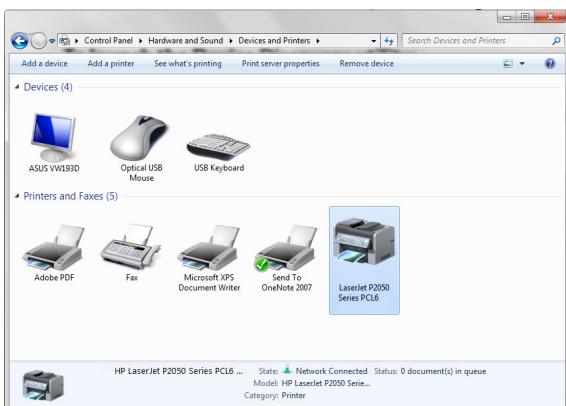 Control Panel ▸ Hardware and Sound ▸ Devices and Printers ▸
Search Devices and Printers
Add a device Add a printer See what's printing Print server properties Remove device
Devices (4)
ASUS VW193D
Optical USB
Mouse
USB Keyboard
Printers and Faxes (5)
Adobe PDF
Fax
Microsoft XPS
Document Writer
Send To
OneNote 2007
LaserJet P2050
Series PCL6
HP LaserJet P2050 Series PCL6 ... State: Network Connected Status: 0 document(s) in queue
Model: HP LaserJet P2050 Serie...
Category: Printer